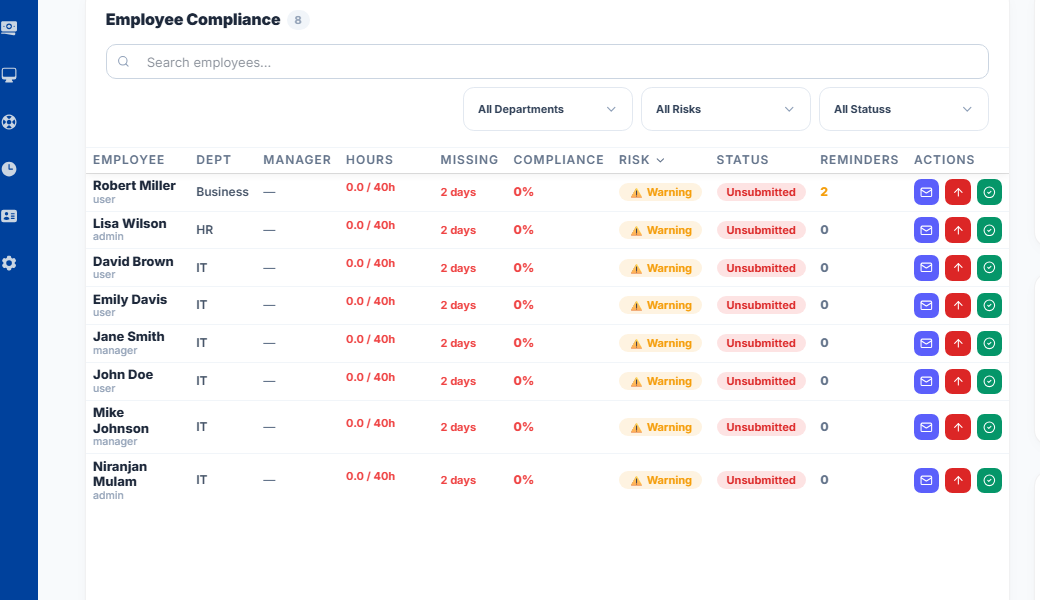 Employee Compliance 8
Search employees...
All Departments All Risks All Statuss
EMPLOYEE DEPT MANAGER HOURS MISSING COMPLIANCE RISK STATUS REMINDERS ACTIONS
Robert Miller
user
Business — 0.0 / 40h 2 days 0% Warning Unsubmitted 2
Lisa Wilson
admin
HR — 0.0 / 40h 2 days 0% Warning Unsubmitted 0
David Brown
user
IT — 0.0 / 40h 2 days 0% Warning Unsubmitted 0
Emily Davis
user
IT — 0.0 / 40h 2 days 0% Warning Unsubmitted 0
Jane Smith
manager
IT — 0.0 / 40h 2 days 0% Warning Unsubmitted 0
John Doe
user
IT — 0.0 / 40h 2 days 0% Warning Unsubmitted 0
Mike
Johnson
manager
IT — 0.0 / 40h 2 days 0% Warning Unsubmitted 0
Niranjan
Mulam
admin
IT — 0.0 / 40h 2 days 0% Warning Unsubmitted 0